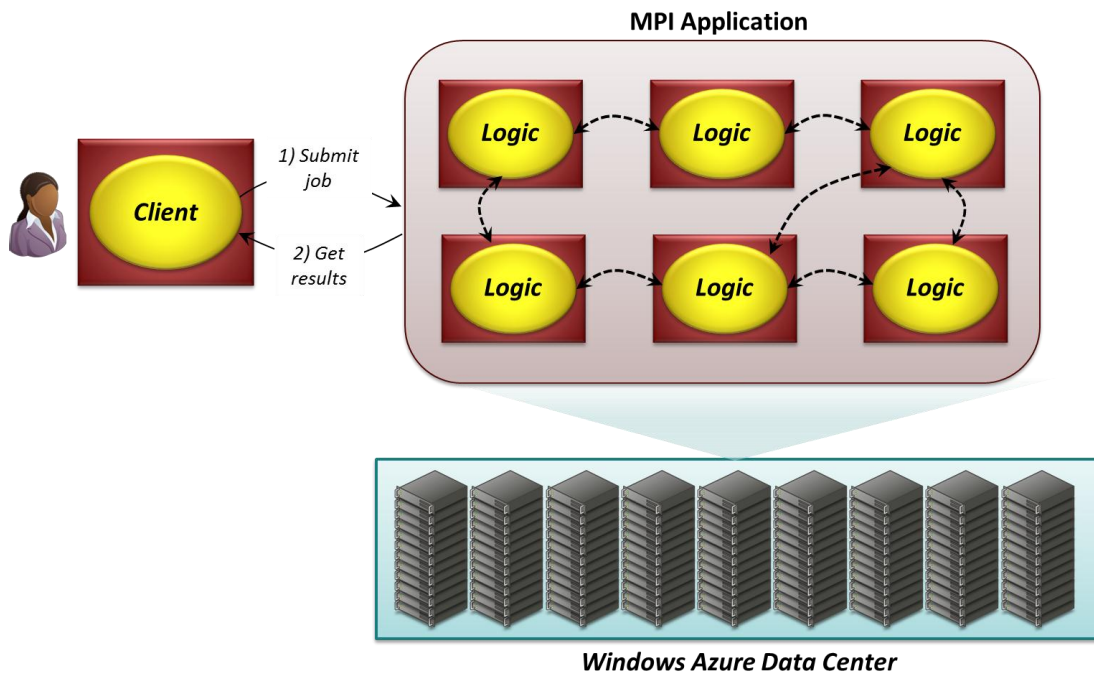 MPI Application
Logic
Logic
Logic
1) Submit
job
Client
2) Get
results
Logic
Logic
Logic
Windows Azure Data Center